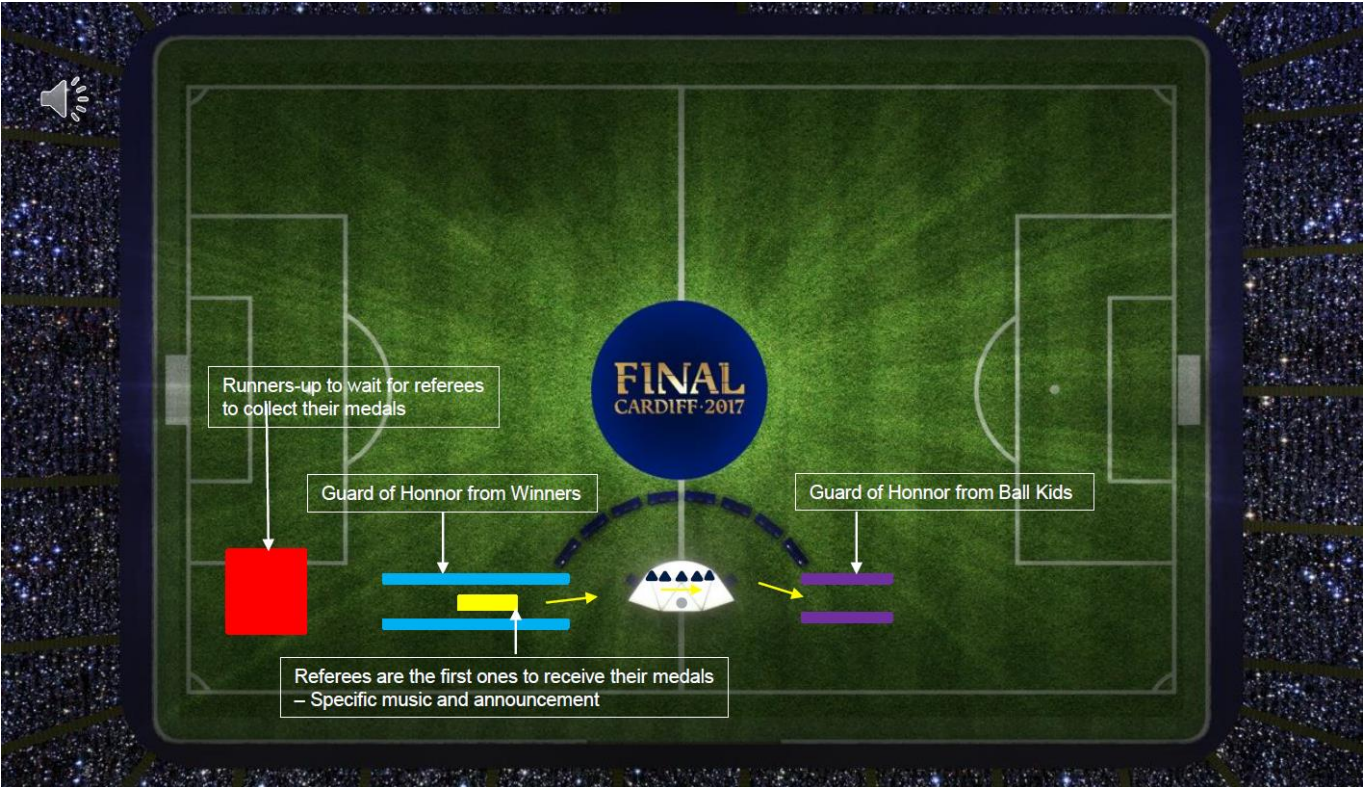 FINAL
CARDIFF·2017
Runners-up to wait for referees
to collect their medals
Guard of Honnor from Winners
Guard of Honnor from Ball Kids
Referees are the first ones to receive their medals
– Specific music and announcement